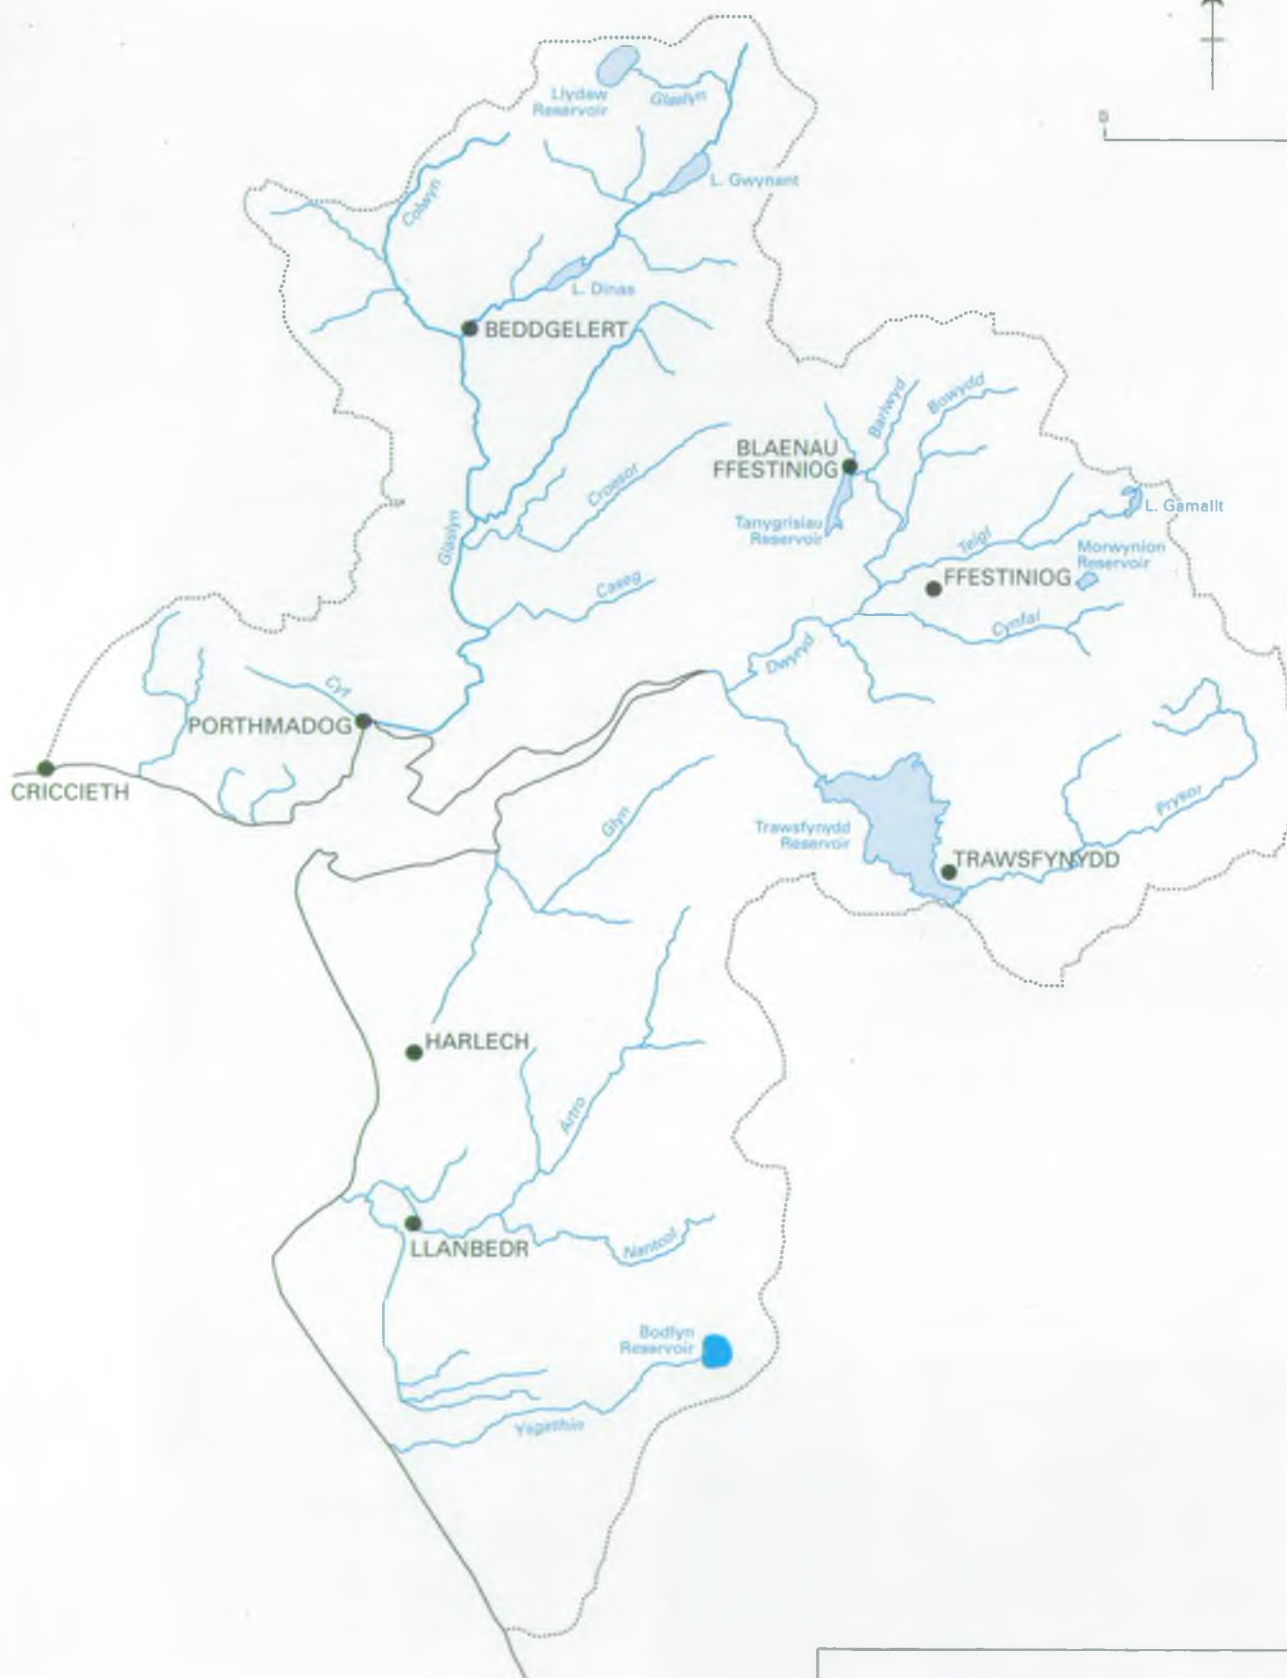 0
Llydaw
Reservoir
Glaslyn
L. Gwynant
Colwyn
L. Dinas
BEDDGELERT
Barlwyd
Bowydd
BLAENAU
FFESTINIOG
Croesor
L. Gamallt
Tanygrisiau
Reservoir
Teigl
Glaslyn
Morwynion
Reservoir
FFESTINIOG
Caseg
Cynfal
Dwyryd
Cyt
PORTHMADOG
CRICCIETH
Prysor
Glyn
Trawsfynydd
Reservoir
TRAWSFYNYDD
HARLECH
Artro
LLANBEDR
Nantcol
Bodlyn
Reservoir
Ysgethin